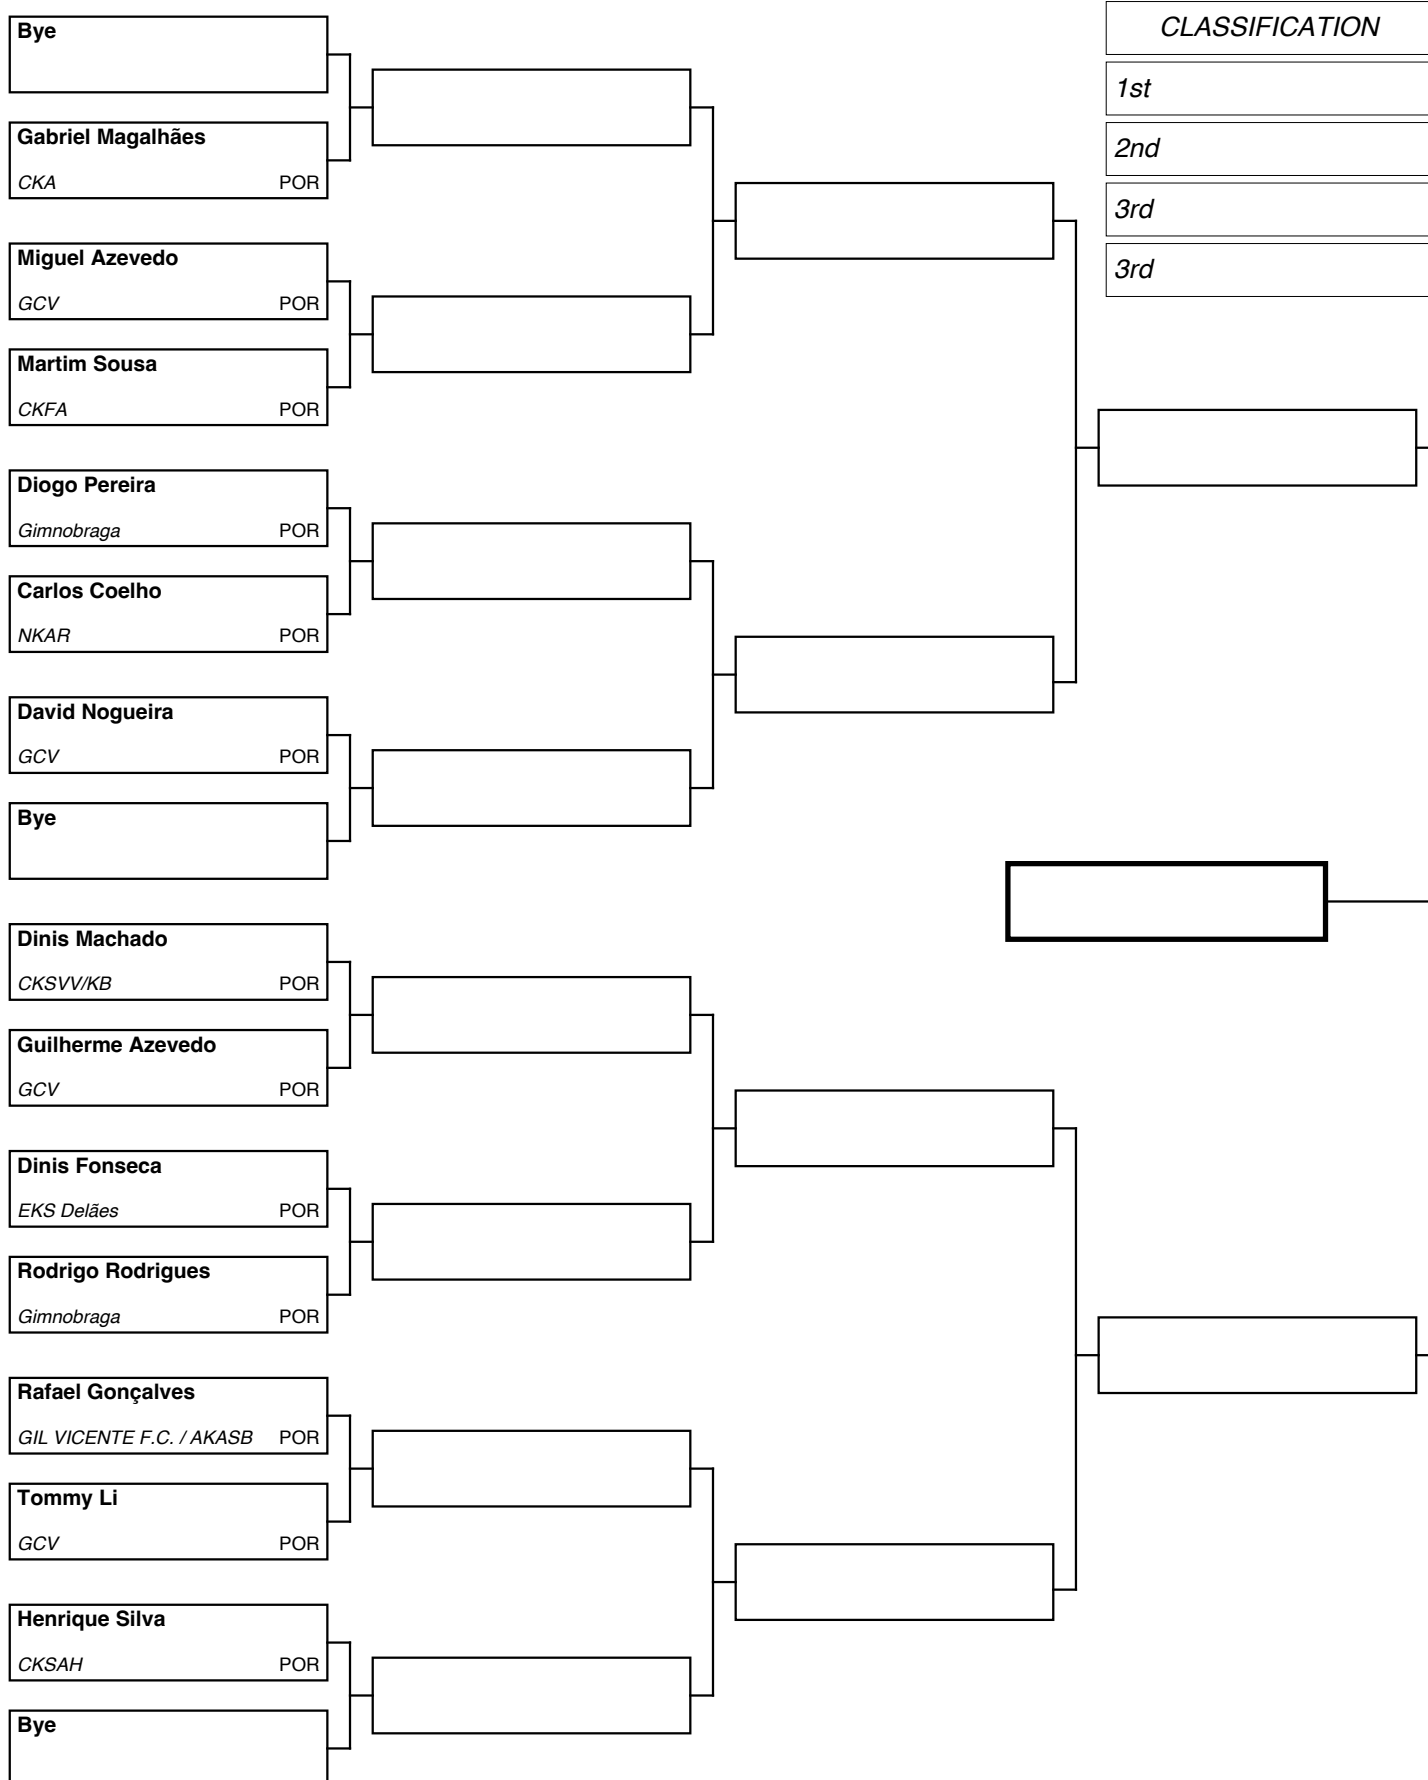 Bye
Gabriel Magalhães
CKA POR
Miguel Azevedo
GCV POR
Martim Sousa
CKFA POR
Diogo Pereira
Gimnobraga POR
Carlos Coelho
NKAR POR
David Nogueira
GCV POR
Bye
Dinis Machado
CKSVV/KB POR
Guilherme Azevedo
GCV POR
Dinis Fonseca
EKS Delães POR
Rodrigo Rodrigues
Gimnobraga POR
Rafael Gonçalves
GIL VICENTE F.C. / AKASB POR
Tommy Li
GCV POR
Henrique Silva
CKSAH POR
Bye
CLASSIFICATION
1st
2nd
3rd
3rd